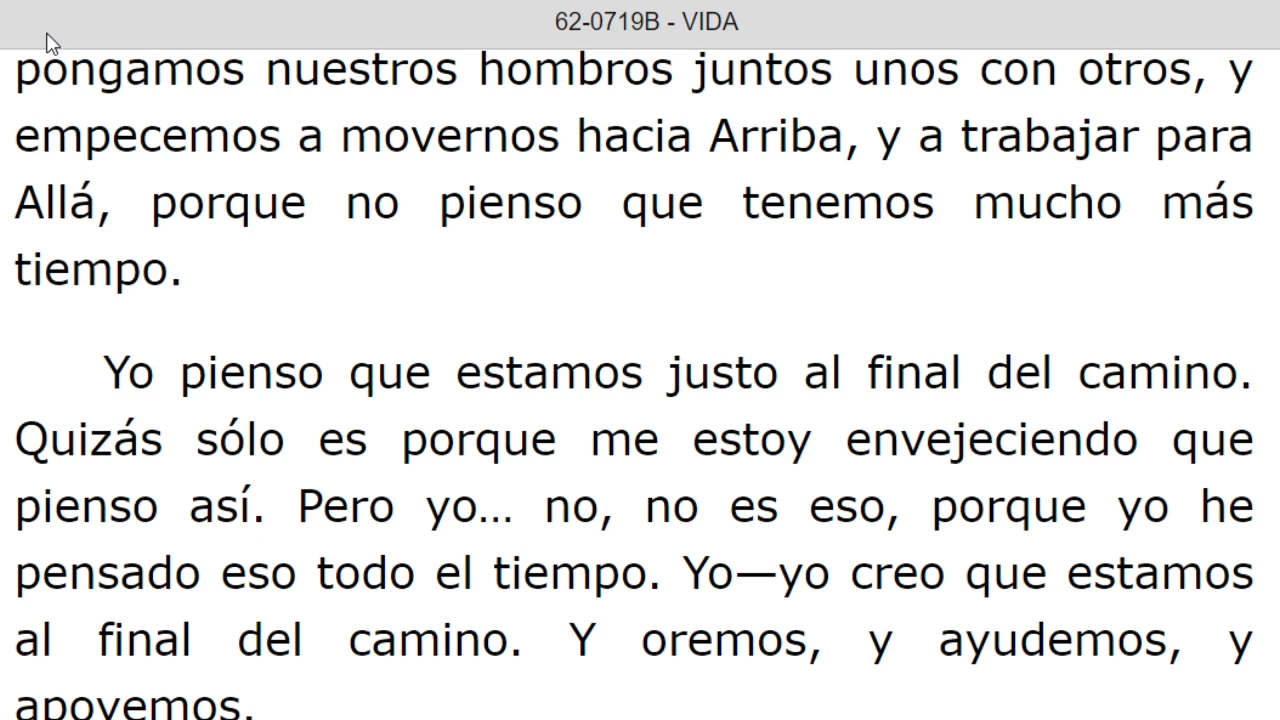 62-0719B - VIDA
pongamos nuestros hombros juntos unos con otros, y
empecemos a movernos hacia Arriba, y a trabajar para
Allá, porque no pienso que tenemos mucho más
tiempo.
Yo pienso que estamos justo al final del camino.
Quizás sólo es porque me estoy envejeciendo que
pienso así. Pero yo… no, no es eso, porque yo he
pensado eso todo el tiempo. Yo—yo creo que estamos
al final del camino. Y oremos, y ayudemos, y
apoyemos.